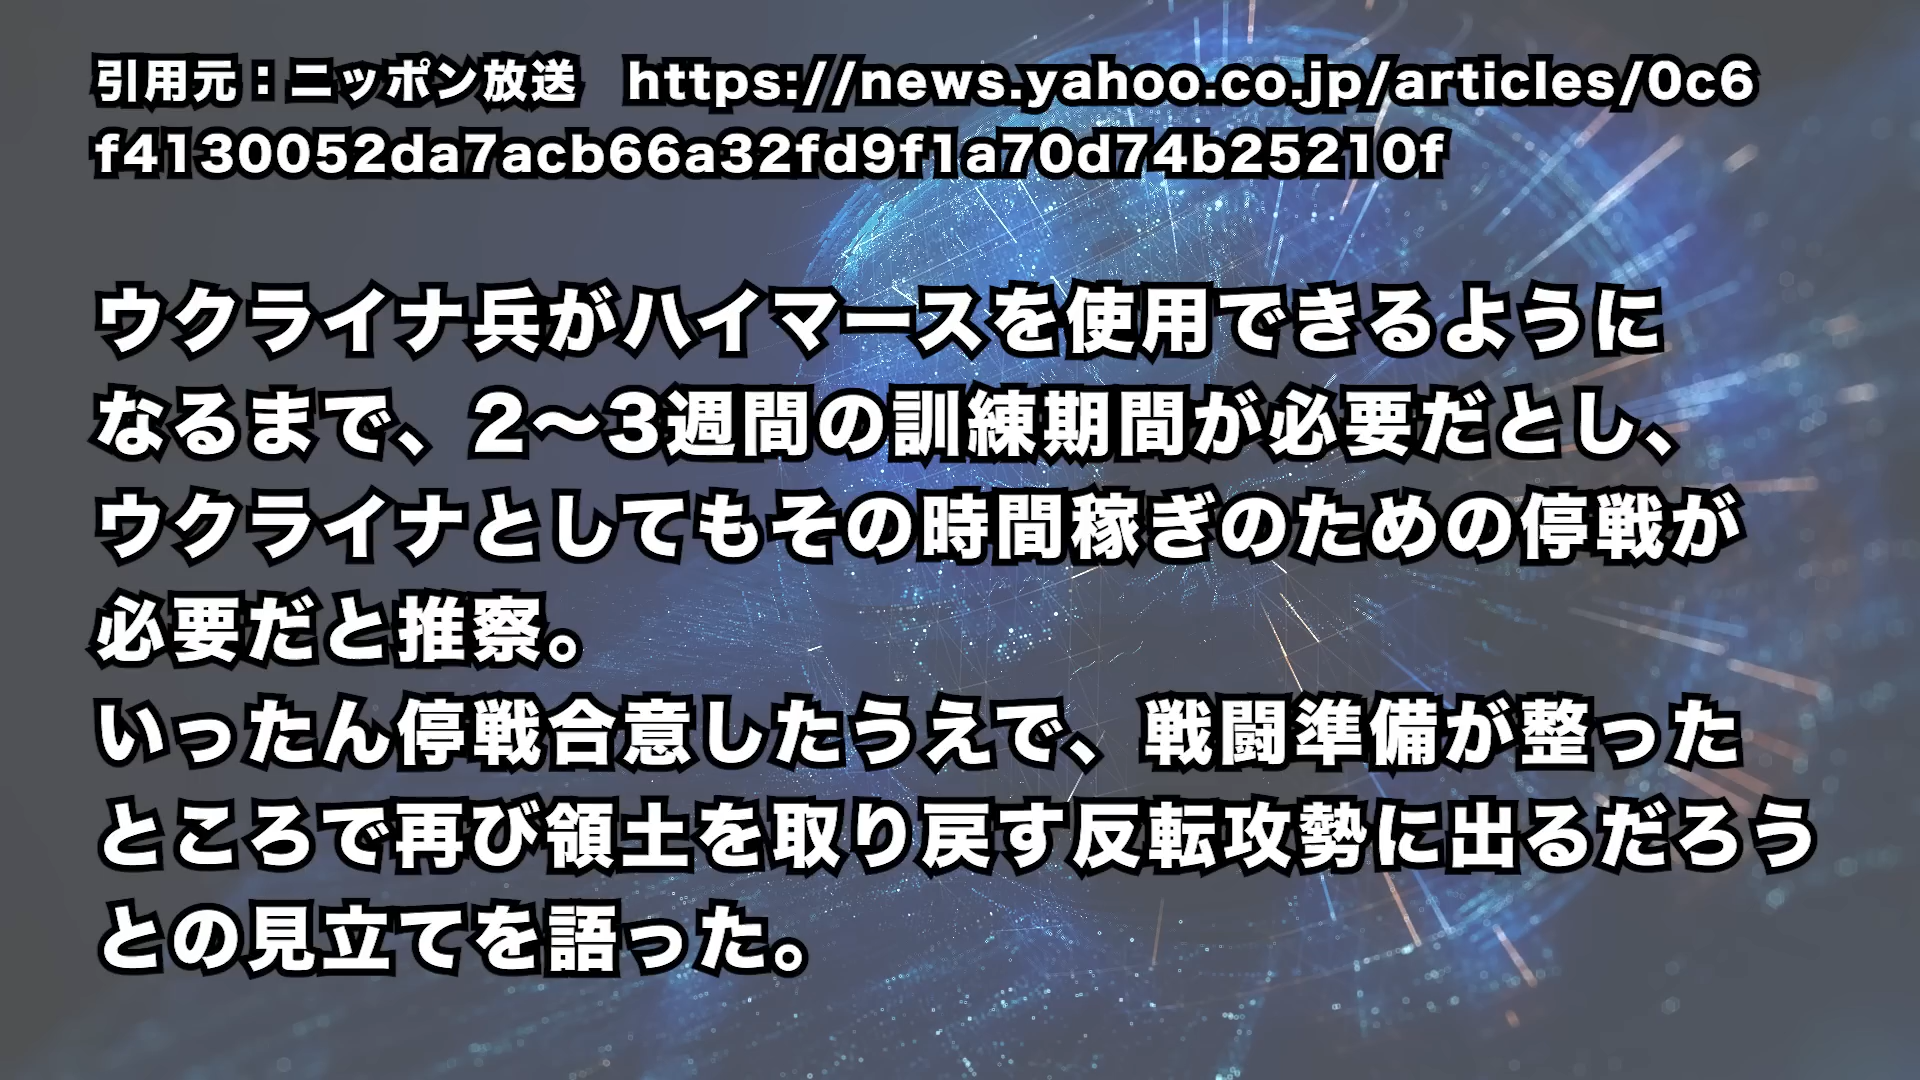 引用元：ニッポン放送　https://news.yahoo.co.jp/articles/0c6
f4130052da7acb66a32fd9f1a70d74b25210f
ウクライナ兵がハイマースを使用できるように
なるまで、2〜3週間の訓練期間が必要だとし、
ウクライナとしてもその時間稼ぎのための停戦が
必要だと推察。
いったん停戦合意したうえで、戦闘準備が整った
ところで再び領土を取り戻す反転攻勢に出るだろう
との見立てを語った。